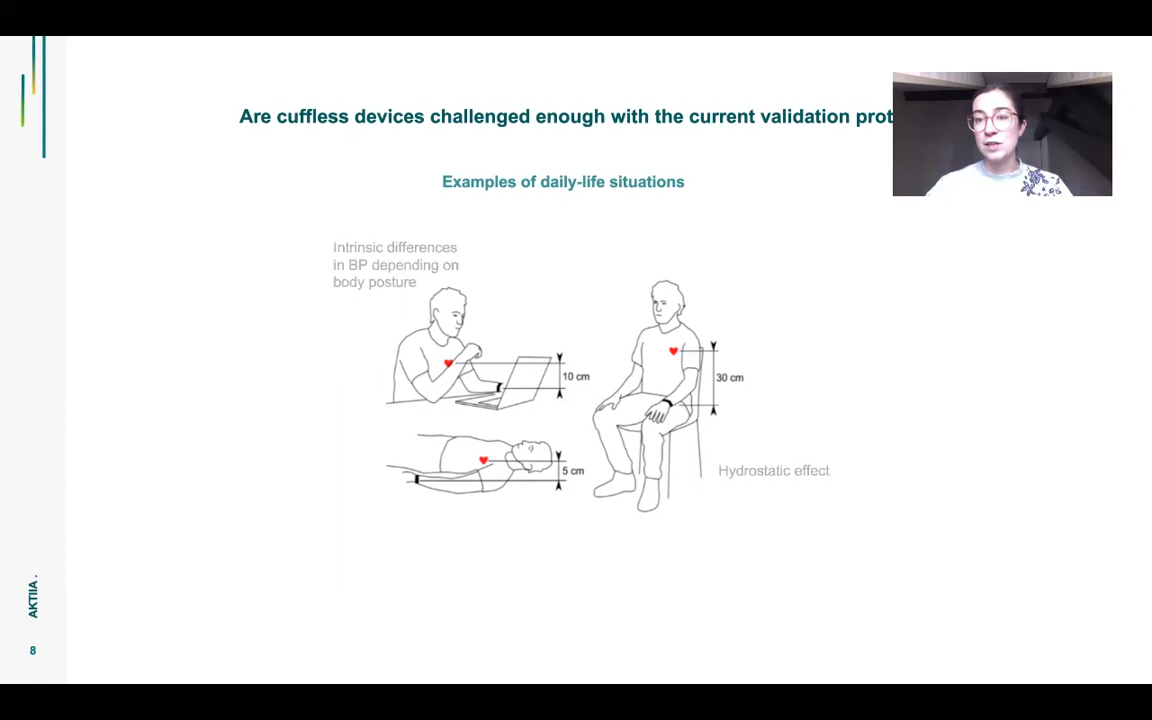 Are cuffless devices challenged enough with the current validation prot
Examples of daily-life situations
Intrinsic differences
in BP depending on
body posture
10 cm
30 cm
5 cm
Hydrostatic effect
AKTIIA.
8